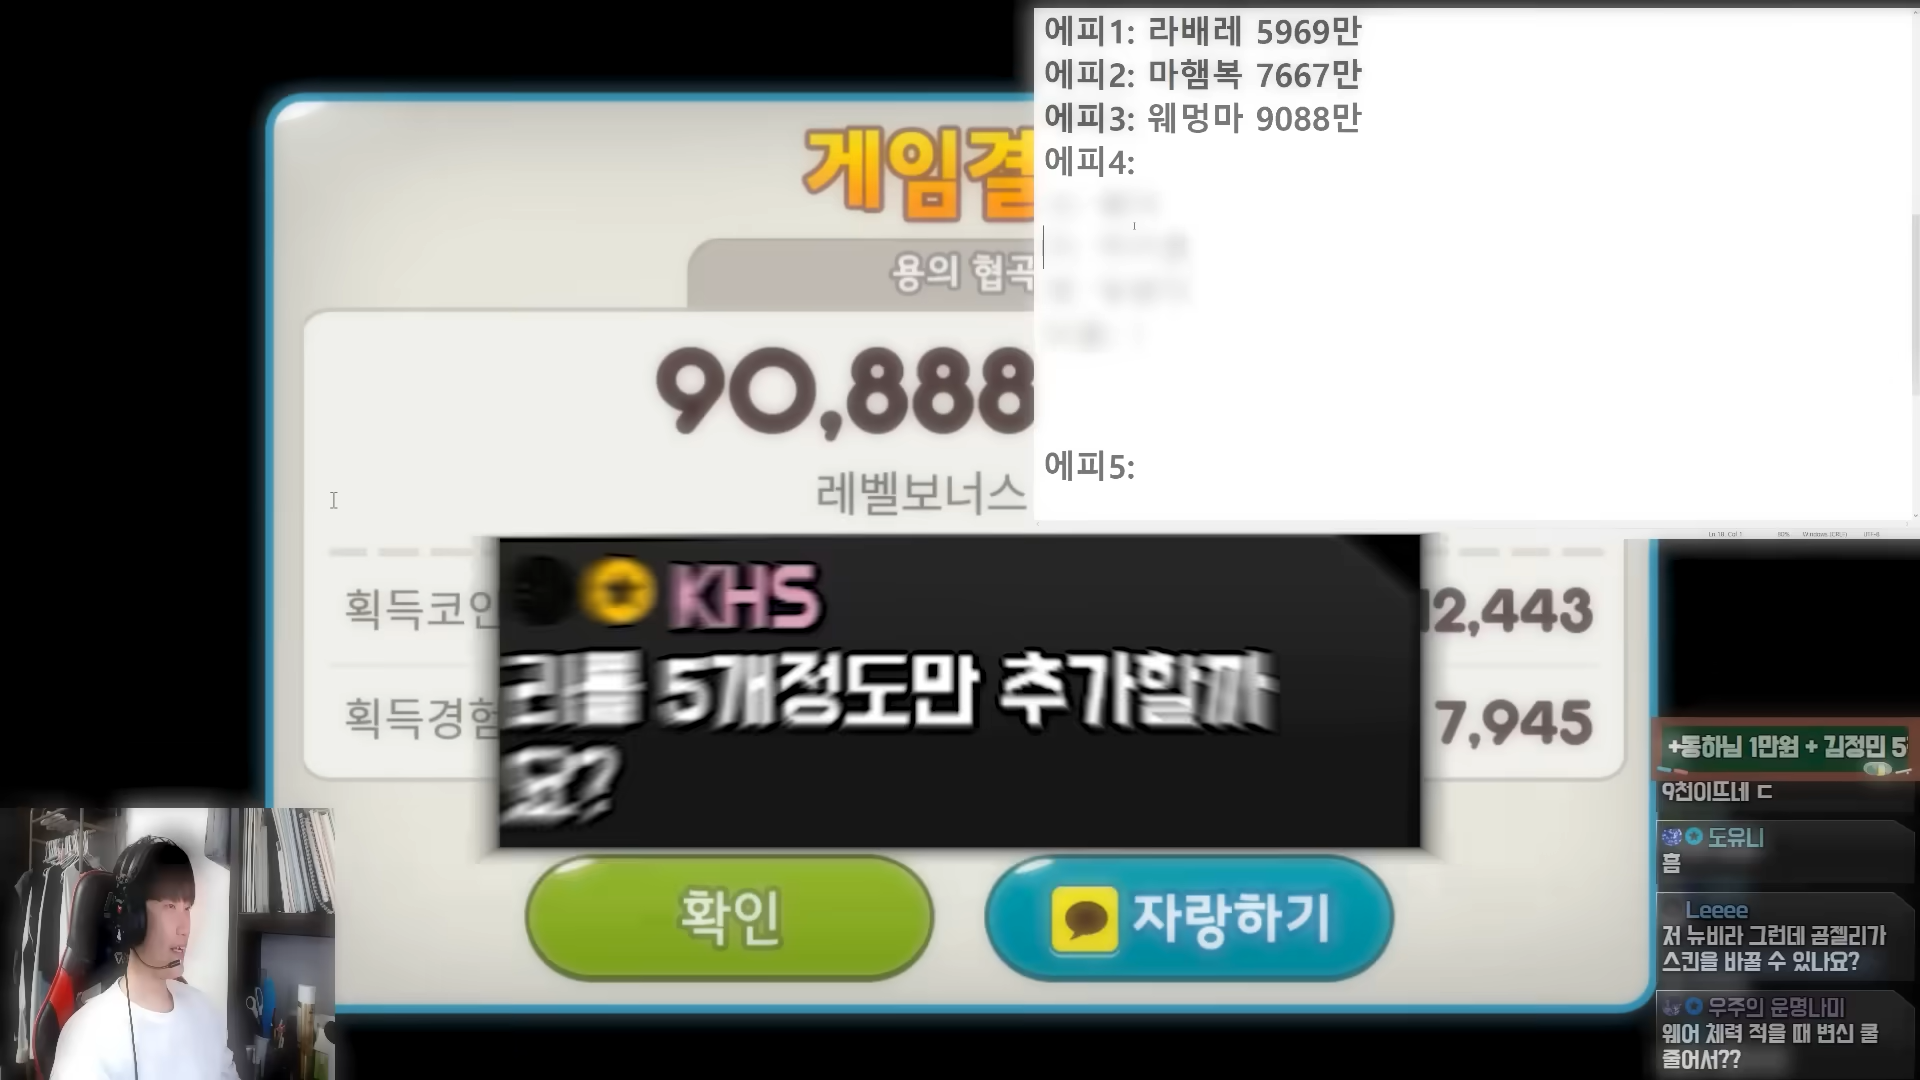 에피1: 라배레 5969만
에피2: 마햄복 7667만
에피3: 웨멍마 9088만
에피4:
에피5:
게임결
용의 협곡
90,888
레벨보너스
획득코인
12,443
획득경험
7,945
KHS
리를 5개정도만 추가할까
요?
확인
자랑하기
+동하님 1만원 + 김정민 5
9천이뜨네 ㄷ
도유니
흠
Leeee
저 뉴비라 그런데 곰젤리가
스킨을 바꿀 수 있나요?
우주의 운명나미
웨어 체력 적을 때 변신 쿨
줄어서??